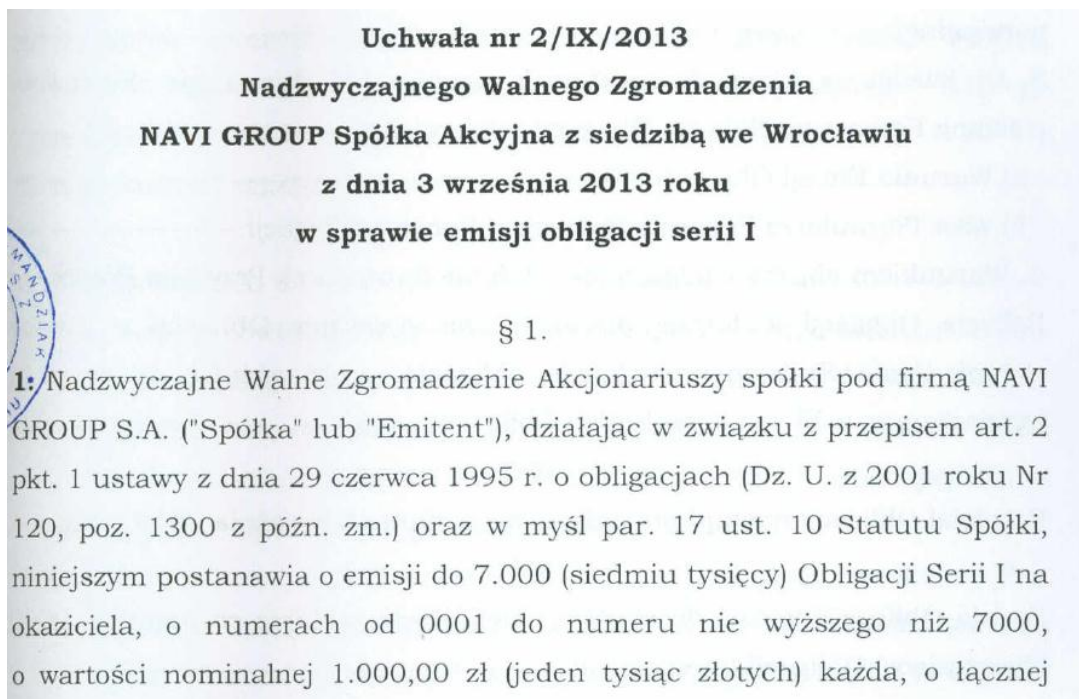 Uchwała nr 2/IX/2013
Nadzwyczajnego Walnego Zgromadzenia
NAVI GROUP Spółka Akcyjna z siedzibą we Wrocławiu
z dnia 3 września 2013 roku
w sprawie emisji obligacji serii I
MANDZIAK
§ 1.
1: Nadzwyczajne Walne Zgromadzenie Akcjonariuszy spółki pod firmą NAVI
GROUP S.A. ("Spółka" lub "Emitent"), działając w związku z przepisem art. 2
pkt. 1 ustawy z dnia 29 czerwca 1995 r. o obligacjach (Dz. U. z 2001 roku Nr
120, poz. 1300 z późn. zm.) oraz w myśl par. 17 ust. 10 Statutu Spółki,
niniejszym postanawia o emisji do 7.000 (siedmiu tysięcy) Obligacji Serii I na
okaziciela, o numerach od 0001 do numeru nie wyższego niż 7000,
o wartości nominalnej 1.000,00 zł (jeden tysiąc złotych) każda, o łącznej